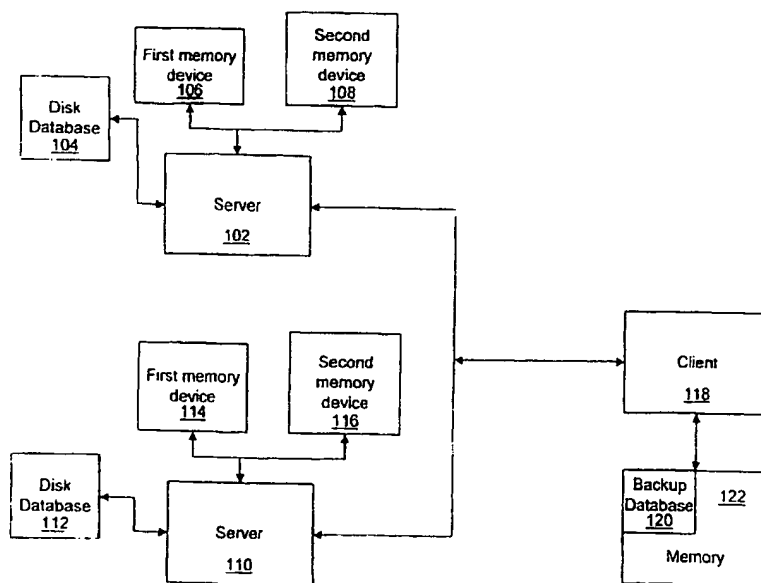 First memory
device
106
Second
memory
device
108
Disk
Database
104
Server
102
First memory
device
114
Second
memory
device
116
Client
118
Disk
Database
112
Server
110
Backup
Database
120
122
Memory